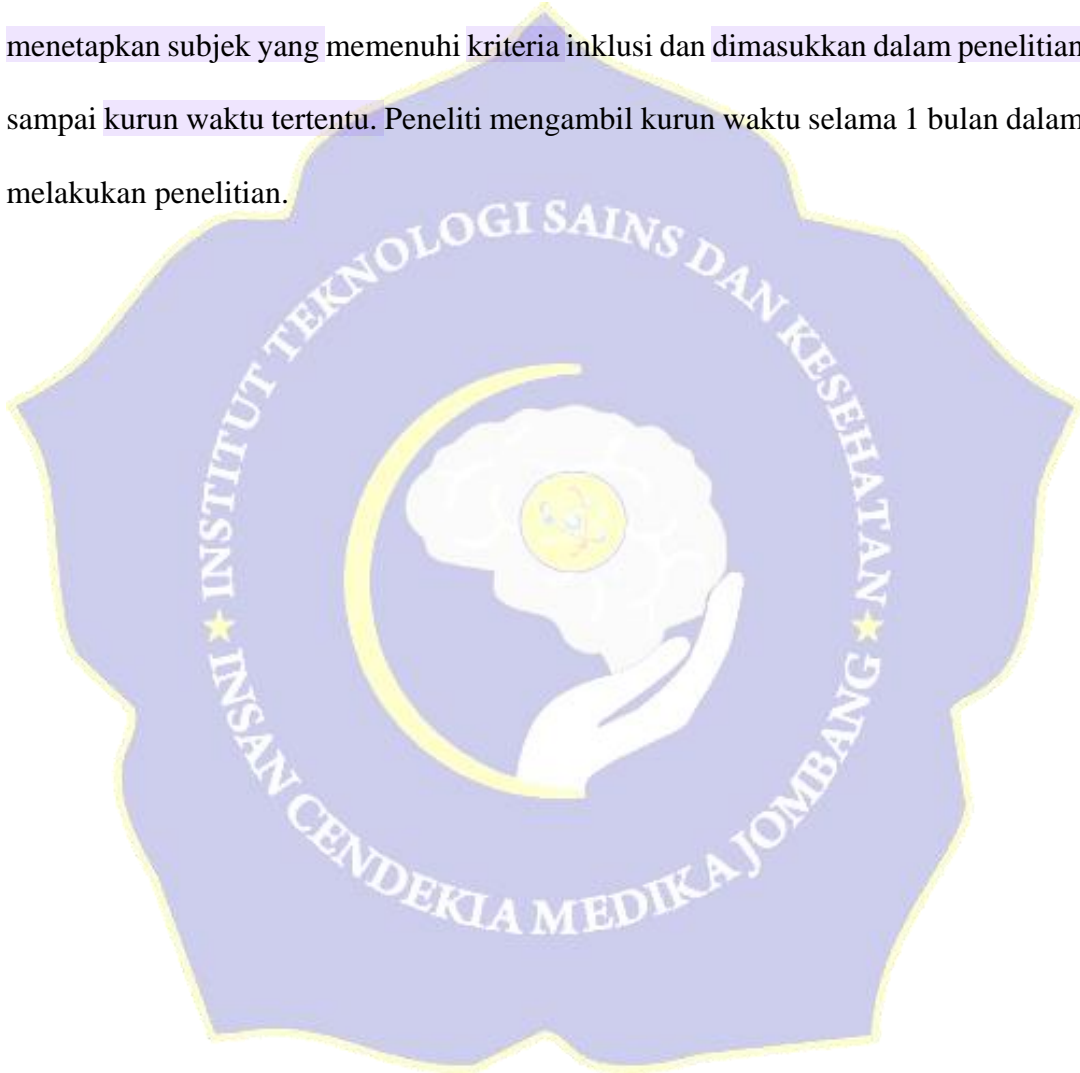 menetapkan subjek yang memenuhi kriteria inklusi dan dimasukkan dalam penelitian
sampai kurun waktu tertentu. Peneliti mengambil kurun waktu selama 1 bulan dalam
melakukan penelitian.
INSTITUT TEKNOLOGI SAINS DAN KESEHATAN
INSAN CENDEKIA MEDIKA JOMBANG